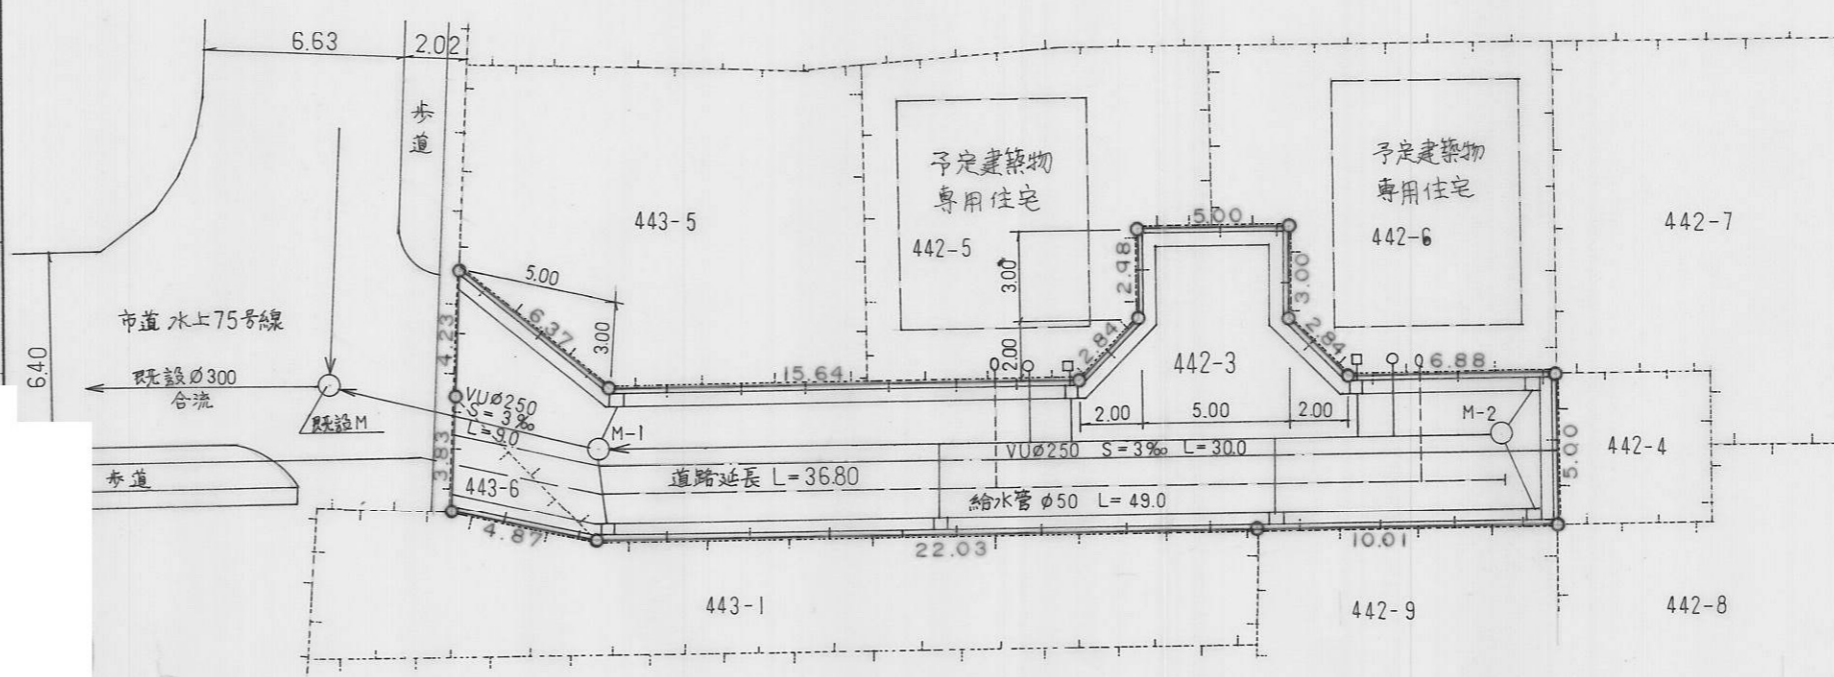 6.63
2.02
歩道
予定建築物
専用住宅
442-5
予定建築物
専用住宅
442-6
443-5
442-7
5.00
5.00
6.37
3.00
2.98
3.00
3.00
2.84
2.00
2.84
442-3
市道 水上75号線
6.40
4.23
既設Ø300
合流
既設M
VUØ250
S=3‰
L=9.0
15.64
6.88
M-1
2.00
5.00
2.00
M-2
VUØ250 S=3‰ L=30.0
442-4
5.00
3.83
道路延長 L=36.80
給水管 Ø50 L=49.0
歩道
443-6
4.87
22.03
10.01
443-1
442-9
442-8